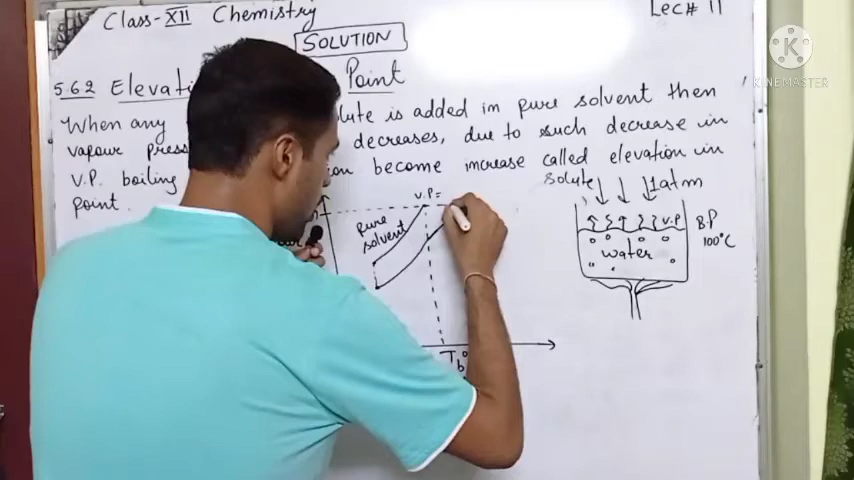 Class-XII Chemistry
Lec# 11
SOLUTION
5.6.2 Elevati Point
When any lute is added in pure solvent then
vapour press decreases, due to such decrease in
V.P. boiling ion become increase called elevation in
point.
solute 1atm
V.P=
pure
solvent
V.P
B.P
100°C
water
Tb°
KINEMASTER